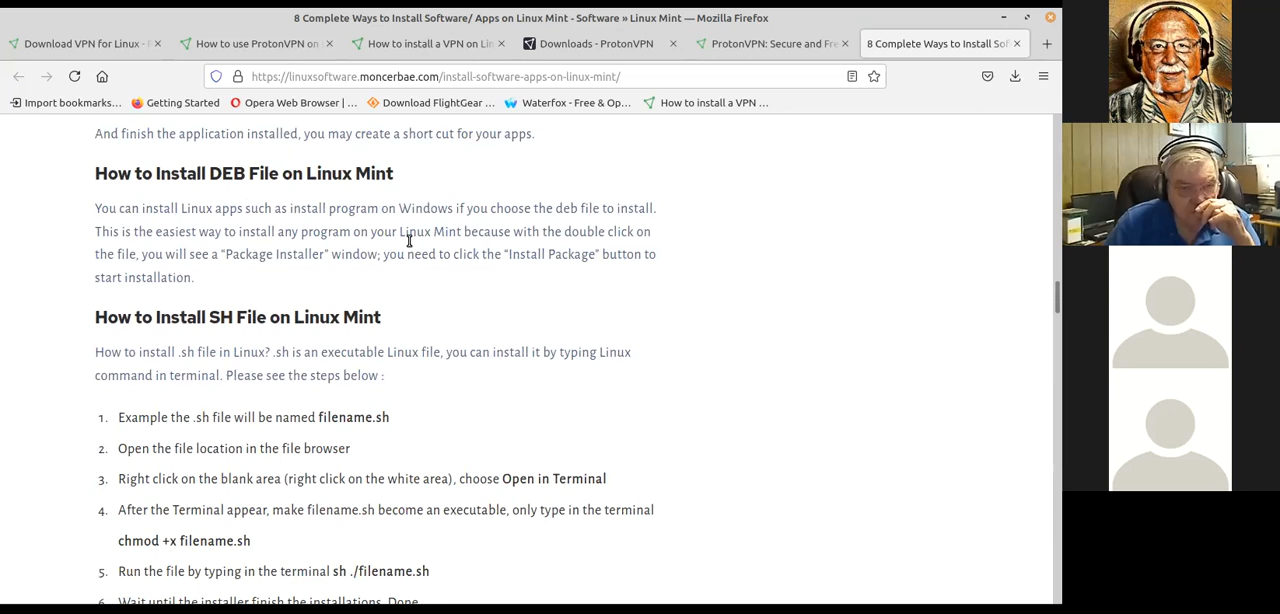 8 Complete Ways to Install Software/ Apps on Linux Mint - Software » Linux Mint — Mozilla Firefox
Download VPN for Linux -
How to use ProtonVPN on
How to install a VPN on Lin
Downloads - ProtonVPN
ProtonVPN: Secure and Fre
8 Complete Ways to Install Sof
https://linuxsoftware.moncerbae.com/install-software-apps-on-linux-mint/
Import bookmarks...
Getting Started
Opera Web Browser | ...
Download FlightGear ...
Waterfox - Free & Op...
How to install a VPN ...
And finish the application installed, you may create a short cut for your apps.
How to Install DEB File on Linux Mint
You can install Linux apps such as install program on Windows if you choose the deb file to install.
This is the easiest way to install any program on your Linux Mint because with the double click on
the file, you will see a “Package Installer” window; you need to click the “Install Package” button to
start installation.
How to Install SH File on Linux Mint
How to install .sh file in Linux? .sh is an executable Linux file, you can install it by typing Linux
command in terminal. Please see the steps below :
1. Example the .sh file will be named filename.sh
2. Open the file location in the file browser
3. Right click on the blank area (right click on the white area), choose Open in Terminal
4. After the Terminal appear, make filename.sh become an executable, only type in the terminal
chmod +x filename.sh
5. Run the file by typing in the terminal sh ./filename.sh
6. Wait until the installer finish the installations. Done